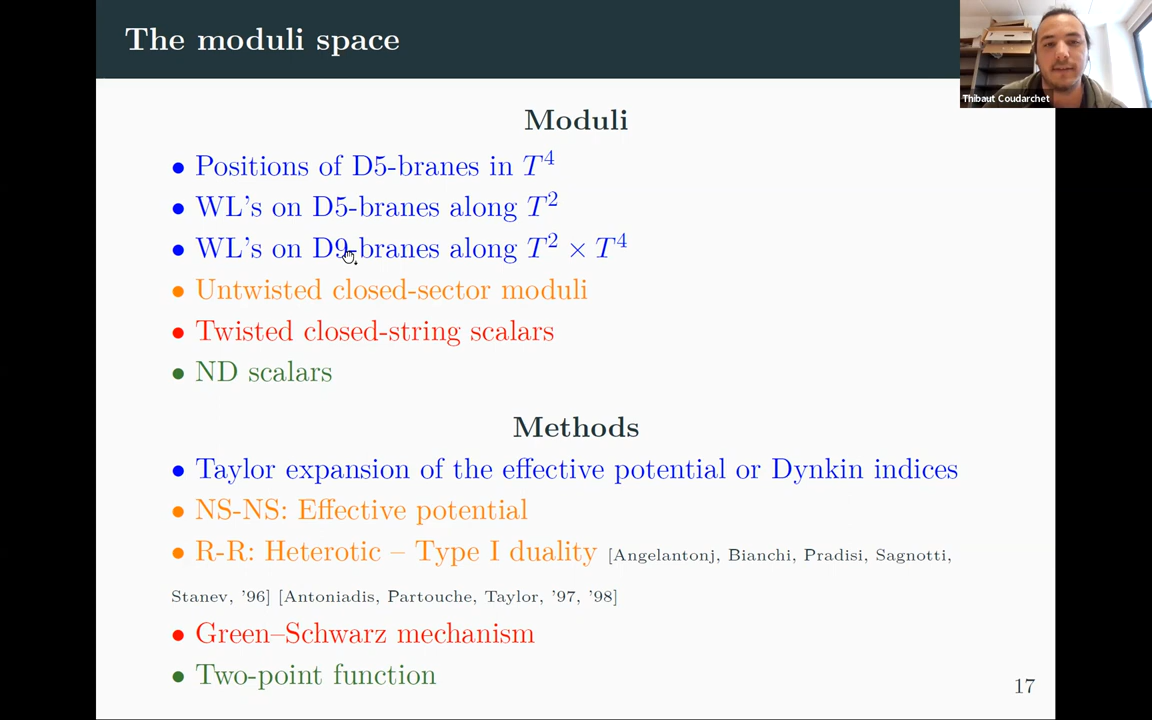 The moduli space
Thibaut Coudarchet
Moduli
• Positions of D5-branes in T⁴
• WL's on D5-branes along T²
• WL's on D9-branes along T² × T⁴
• Untwisted closed-sector moduli
• Twisted closed-string scalars
• ND scalars
Methods
• Taylor expansion of the effective potential or Dynkin indices
• NS-NS: Effective potential
• R-R: Heterotic – Type I duality [Angelantonj, Bianchi, Pradisi, Sagnotti,
Stanev, '96] [Antoniadis, Partouche, Taylor, '97, '98]
• Green–Schwarz mechanism
• Two-point function
17